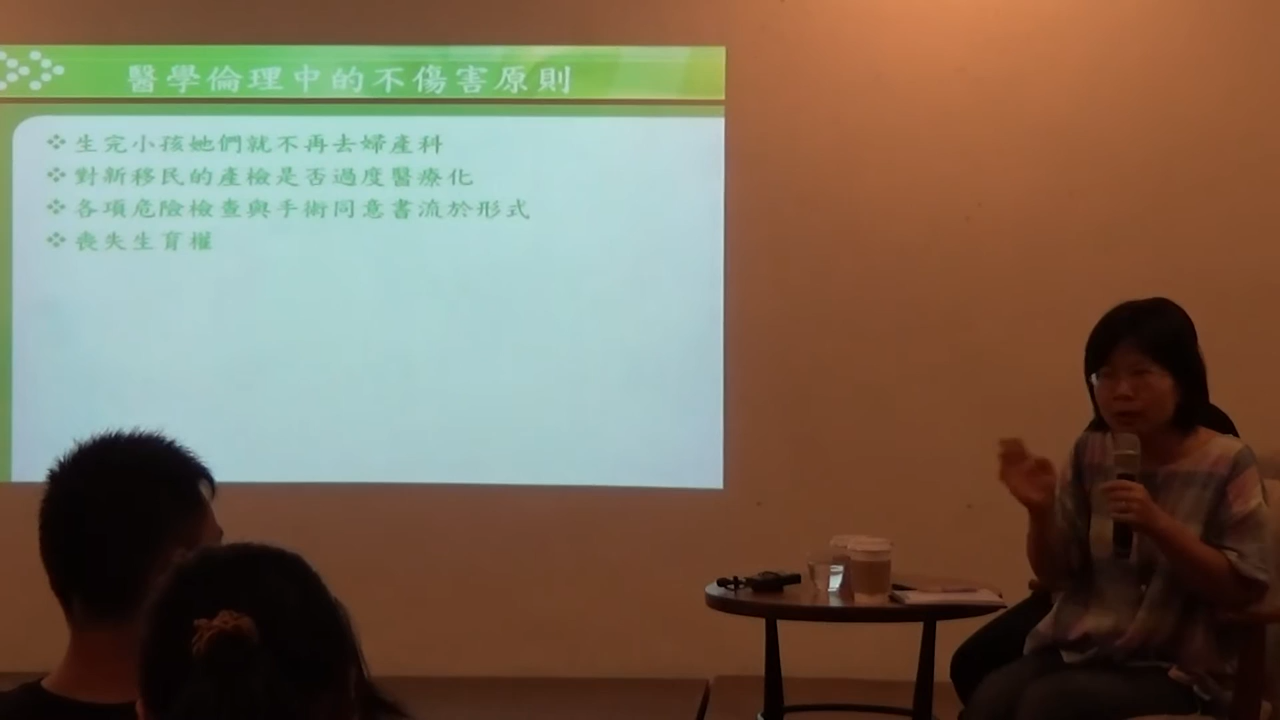 醫學倫理中的不傷害原則
生完小孩她們就不再去婦產科
對新移民的產檢是否過度醫療化
各項危險檢查與手術同意書流於形式
喪失生育權